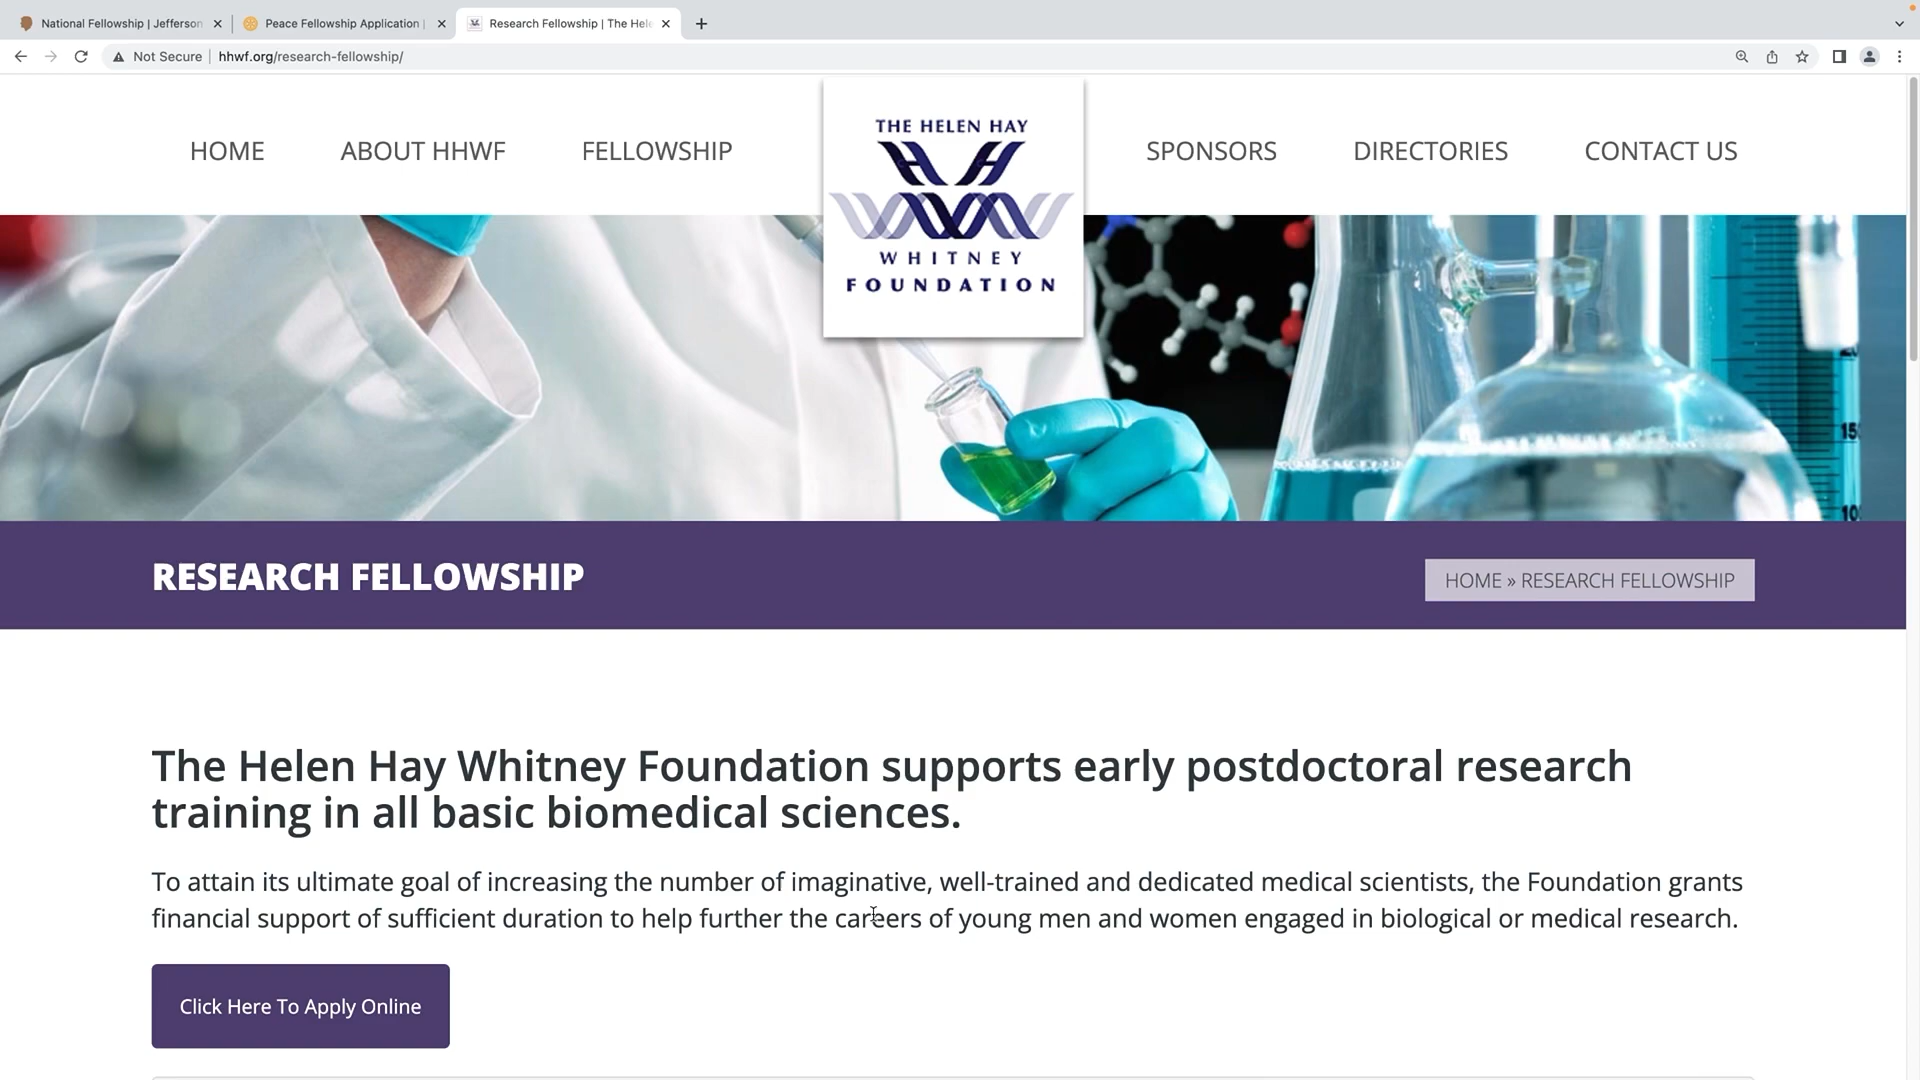 National Fellowship | Jefferson
Peace Fellowship Application |
Research Fellowship | The Hele
Not Secure
hhwf.org/research-fellowship/
HOME
ABOUT HHWF
FELLOWSHIP
THE HELEN HAY
WHITNEY
FOUNDATION
SPONSORS
DIRECTORIES
CONTACT US
15
10
RESEARCH FELLOWSHIP
HOME » RESEARCH FELLOWSHIP
The Helen Hay Whitney Foundation supports early postdoctoral research
training in all basic biomedical sciences.
To attain its ultimate goal of increasing the number of imaginative, well-trained and dedicated medical scientists, the Foundation grants
financial support of sufficient duration to help further the careers of young men and women engaged in biological or medical research.
Click Here To Apply Online